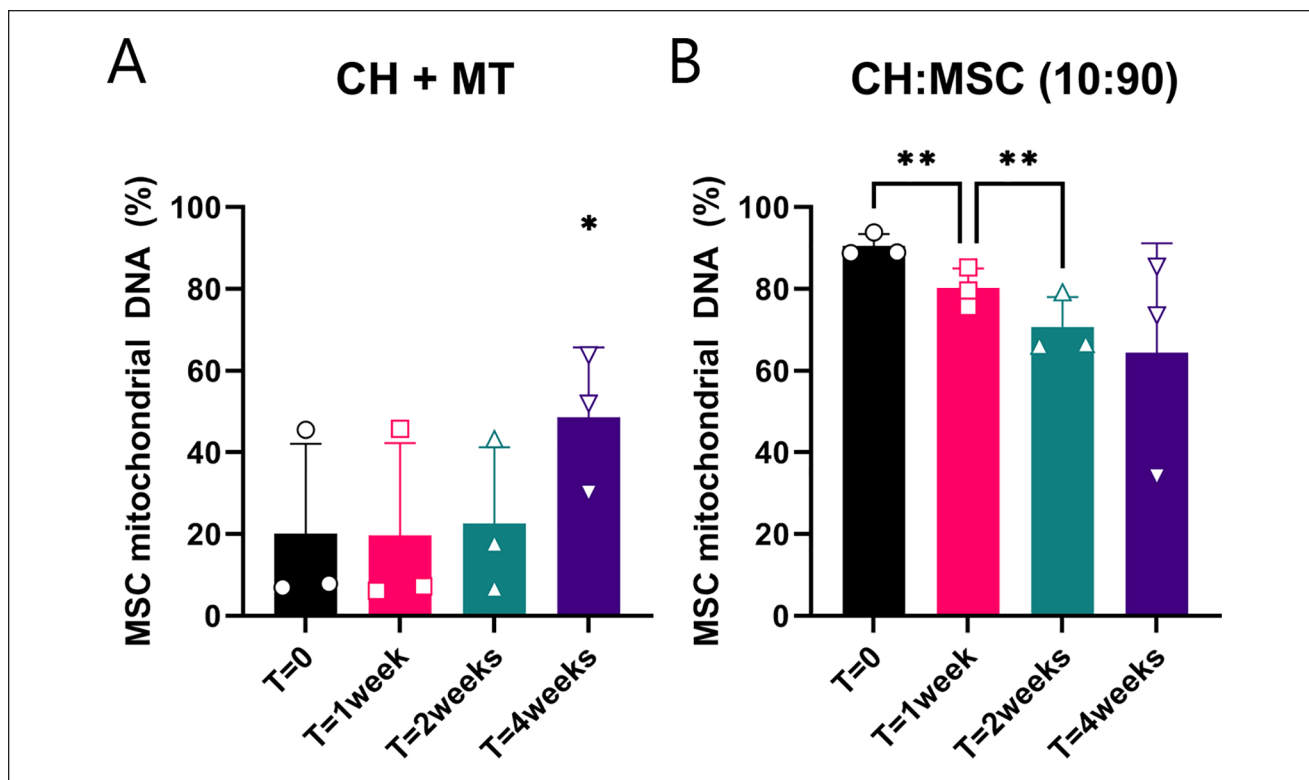 A
CH + MT
MSC mitochondrial DNA (%)
100
80
60
40
20
0
*
T=0
T=1week
T=2weeks
T=4weeks
B
CH:MSC (10:90)
MSC mitochondrial DNA (%)
100
80
60
40
20
0
**
**
T=0
T=1week
T=2weeks
T=4weeks